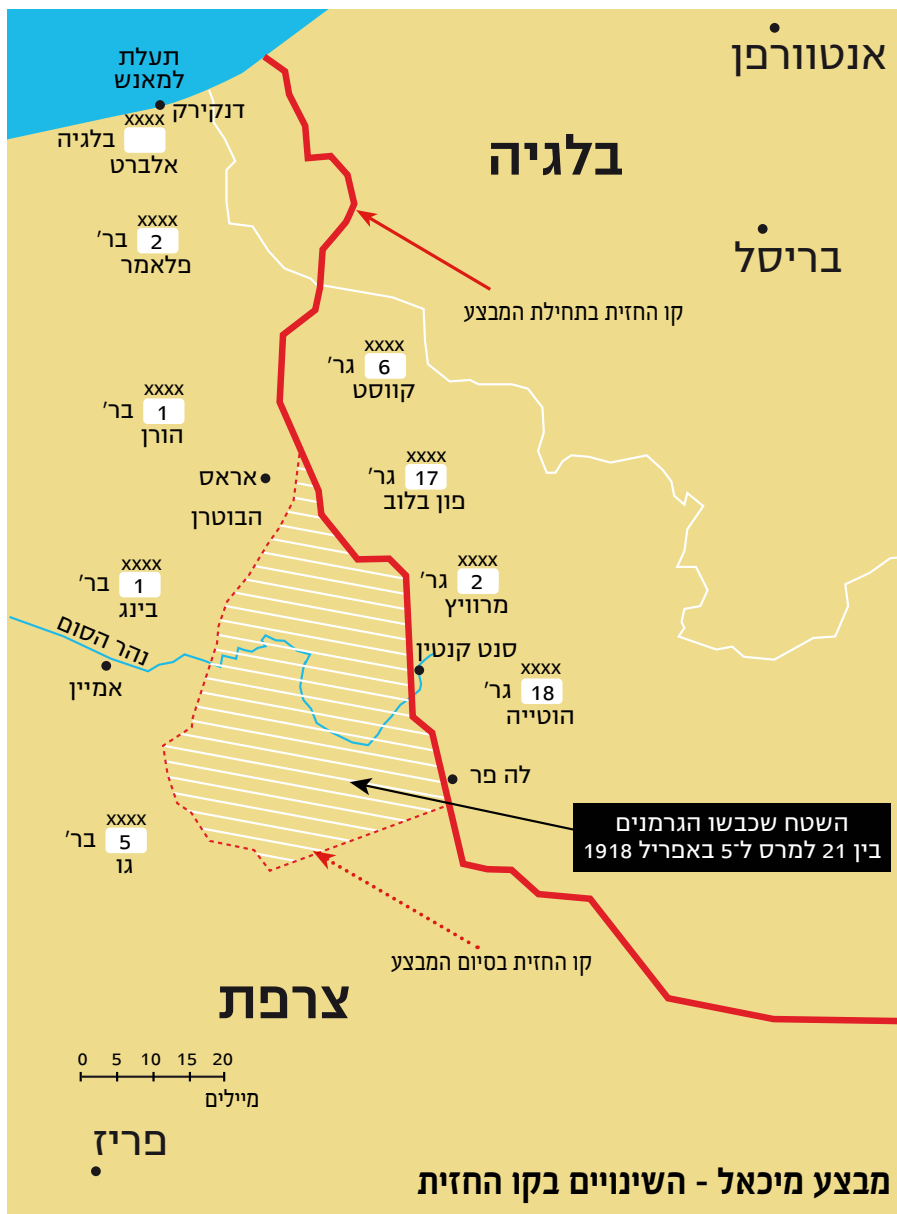 תעלת
למאנש
אנטוורפן
דנקירק
xxxx
בלגיה
אלברט
בלגיה
xxxx
2 בר'
פלאמר
בריסל
קו החזית בתחילת המבצע
xxxx
6 גר'
קווסט
xxxx
1 בר'
הורן
xxxx
17 גר'
פון בלוב
אראס
הבוטרן
xxxx
1 בר'
בינג
xxxx
2 גר'
מרוויץ
נהר הסום
אמיין
סנט קנטין
xxxx
18 גר'
הוטייה
לה פר
השטח שכבשו הגרמנים
בין 21 למרס ל־5 באפריל 1918
xxxx
5 בר'
גו
קו החזית בסיום המבצע
צרפת
0 5 10 15 20
מיילים
פריז
מבצע מיכאל - השינויים בקו החזית